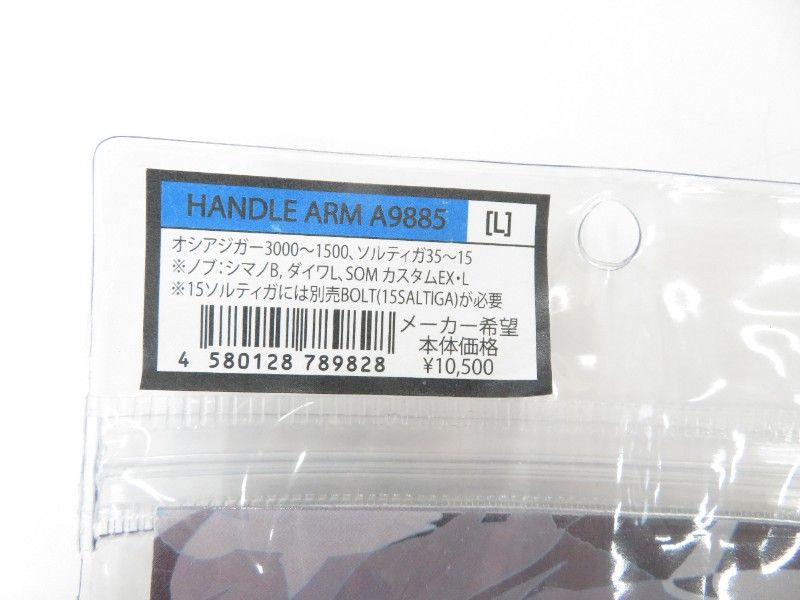 HANDLE ARM A9885 [L]
オシアジガー3000～1500、ソルティガ35～15
※ノブ：シマノB, ダイワL、SOM カスタムEX・L
※15ソルティガには別売BOLT(15SALTIGA)が必要
メーカー希望
本体価格
¥10,500
4 580128 789828